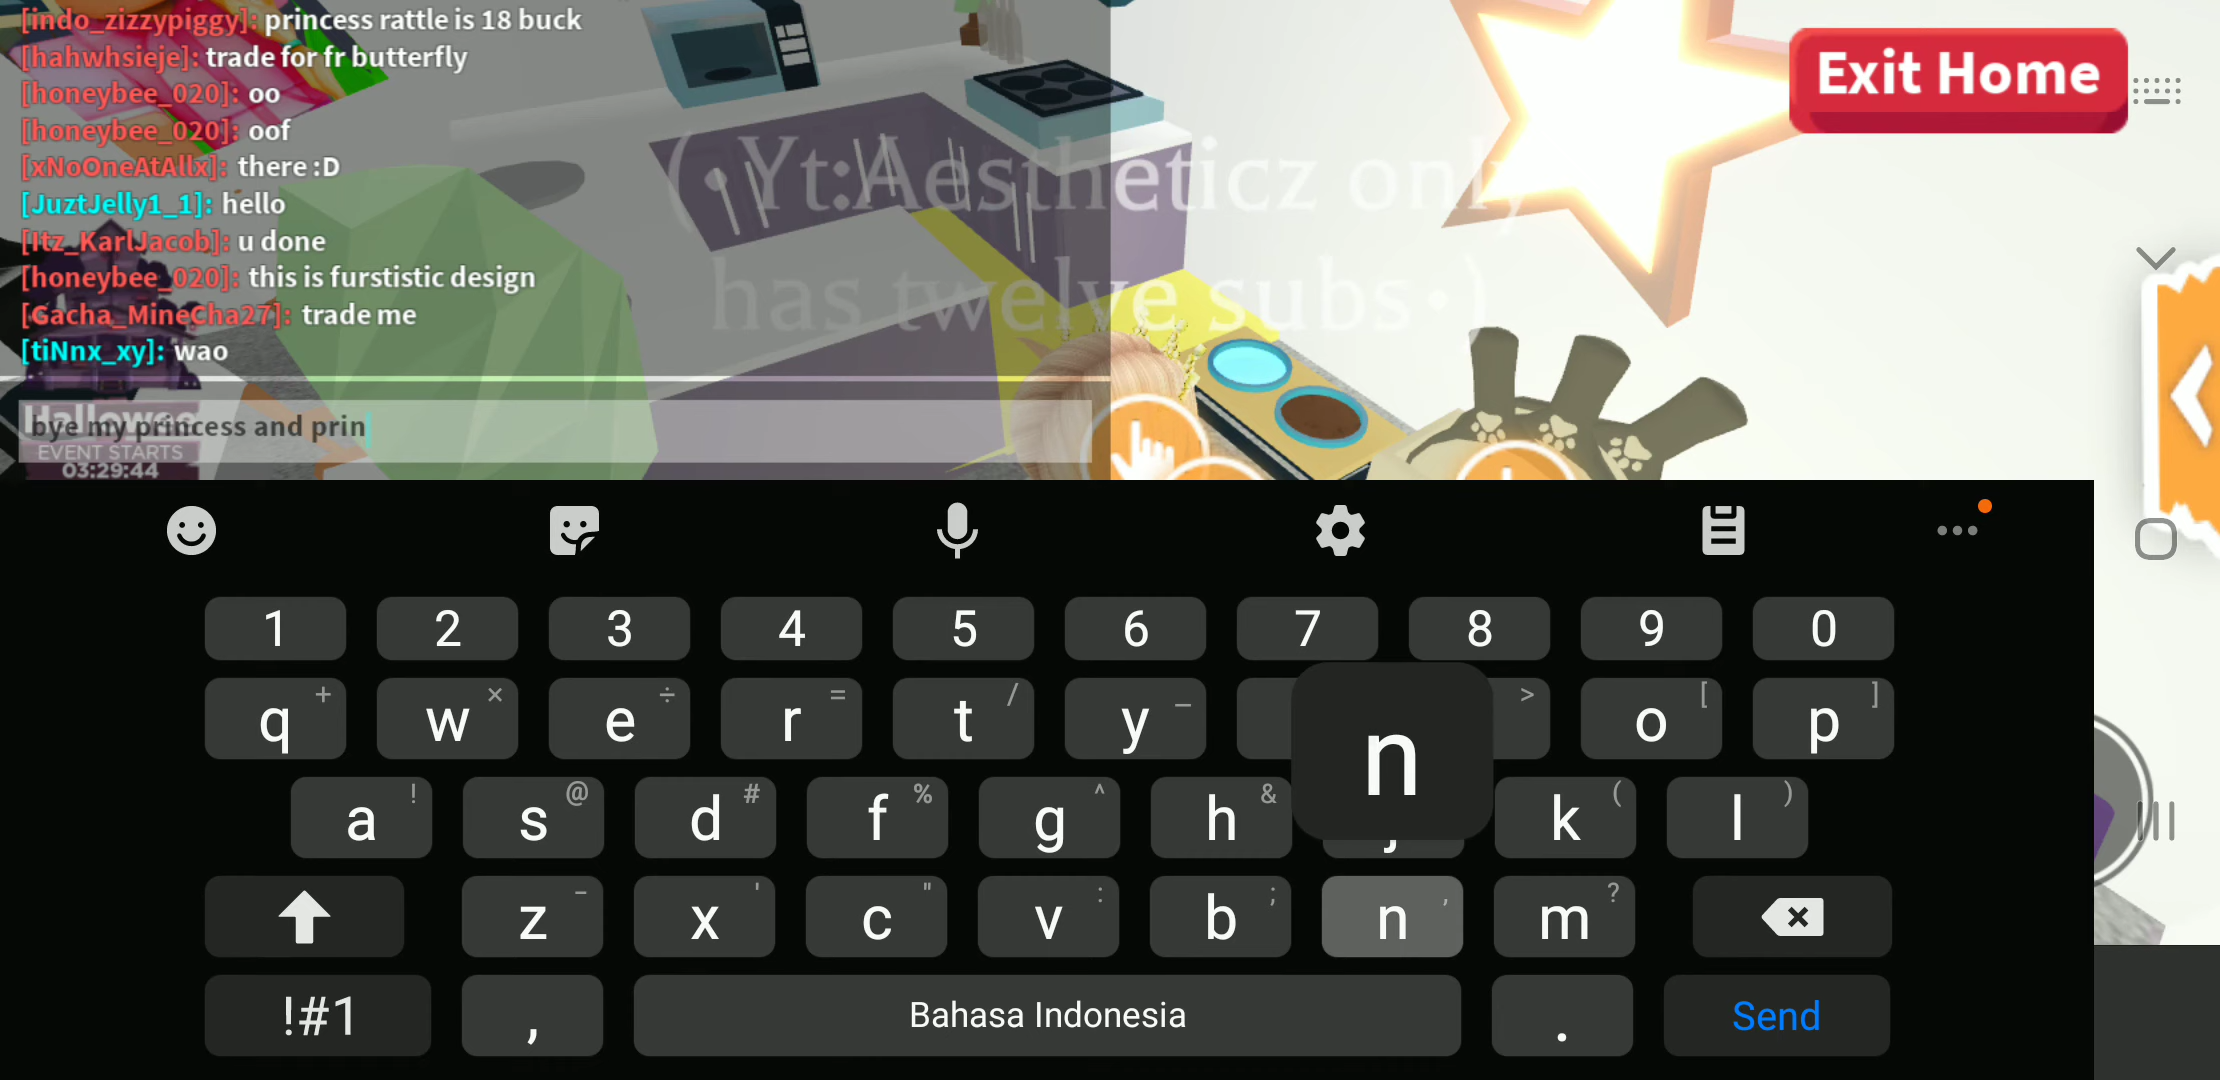 [indo_zizzypiggy]: princess rattle is 18 buck
[hahwhsieje]: trade for fr butterfly
[honeybee_020]: oo
[honeybee_020]: oof
[xNoOneAtAllx]: there :D
[JuztJelly1_1]: hello
[Itz_KarlJacob]: u done
[honeybee_020]: this is furstistic design
[Gacha_MineCha27]: trade me
[tiNnx_xy]: wao
bye my princess and prin
Hallowee
EVENT STARTS
03:29:44
(•Yt:Aestheticz only
has twelve subs•)
Exit Home
1 2 3 4 5 6 7 8 9 0
q + w × e ÷ r = t / y _ > o [ p ]
n
a ! s @ d # f % g ^ h & j k ( l )
z - x ' c " v : b ; n , m ?
!#1 , Bahasa Indonesia . Send